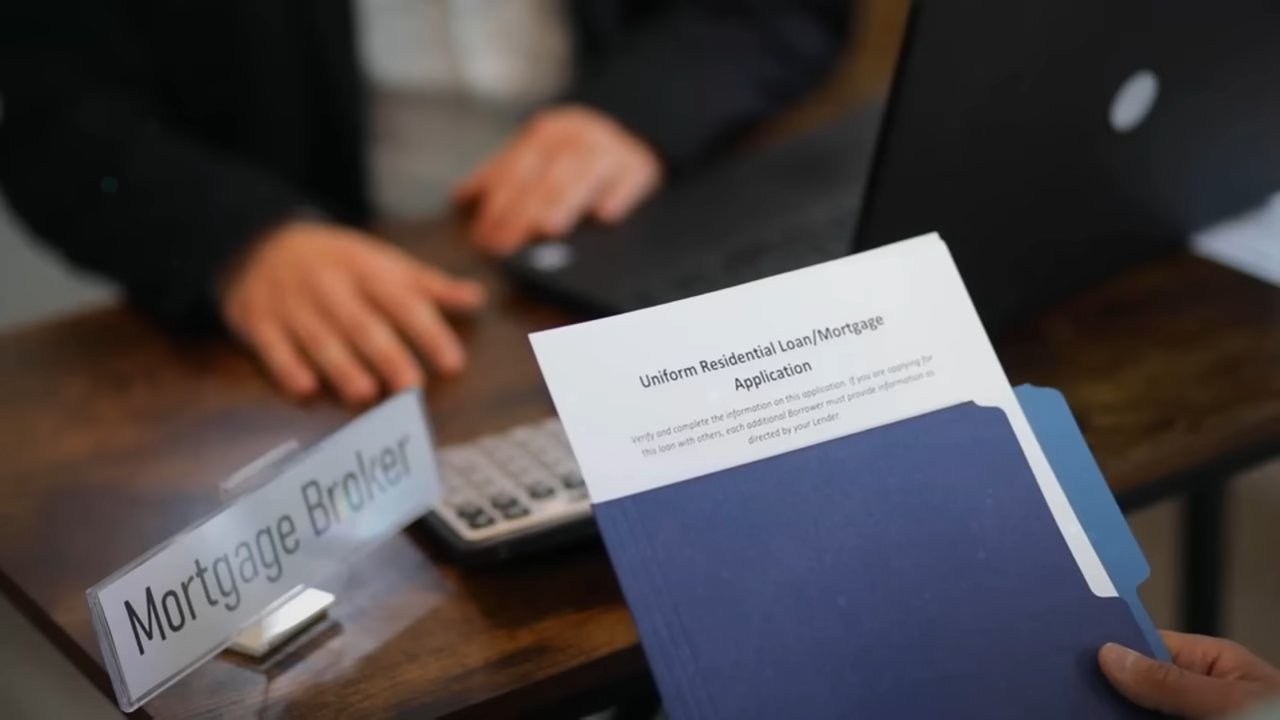 Uniform Residential Loan/Mortgage
Application
Verify and complete the information on this application. If you are applying for
this loan with others, each additional Borrower must provide information as
directed by your Lender.
Mortgage Broker